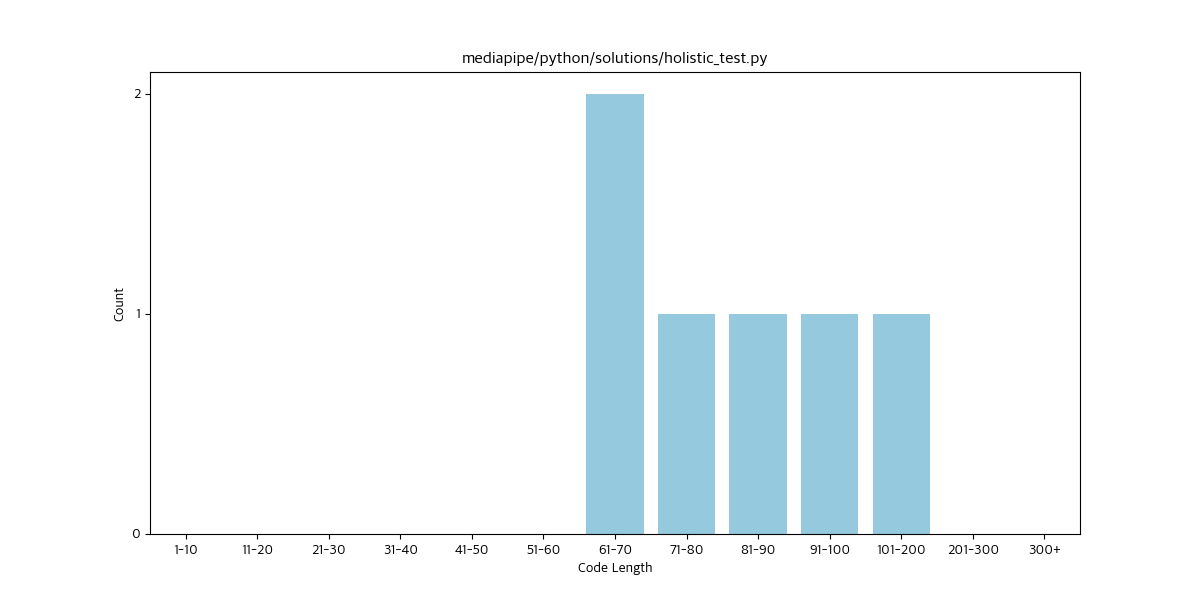 mediapipe/python/solutions/holistic_test.py
2
1
0
Count
1-10 11-20 21-30 31-40 41-50 51-60 61-70 71-80 81-90 91-100 101-200 201-300 300+
Code Length